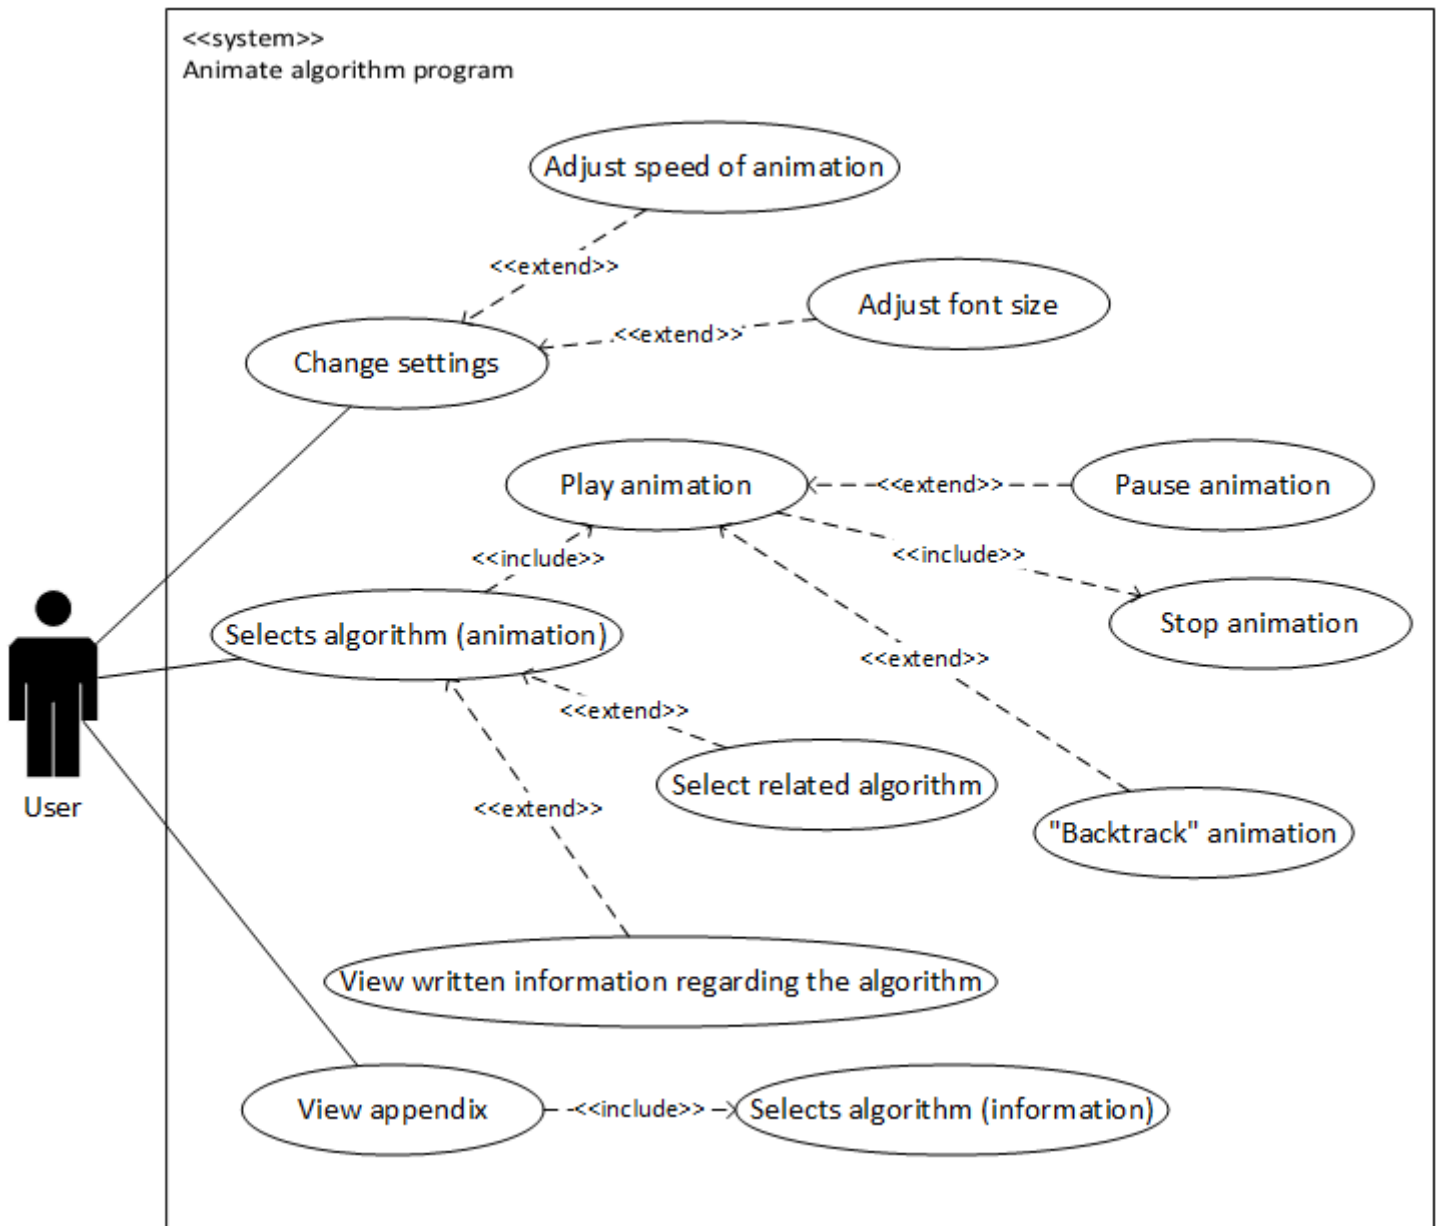 <<system>>
Animate algorithm program
Adjust speed of animation
<<extend>>
Adjust font size
<<extend>>
Change settings
Play animation
<<extend>>
Pause animation
<<include>>
<<include>>
Stop animation
Selects algorithm (animation)
<<extend>>
<<extend>>
Select related algorithm
<<extend>>
User
"Backtrack" animation
View written information regarding the algorithm
View appendix
<<include>>
Selects algorithm (information)